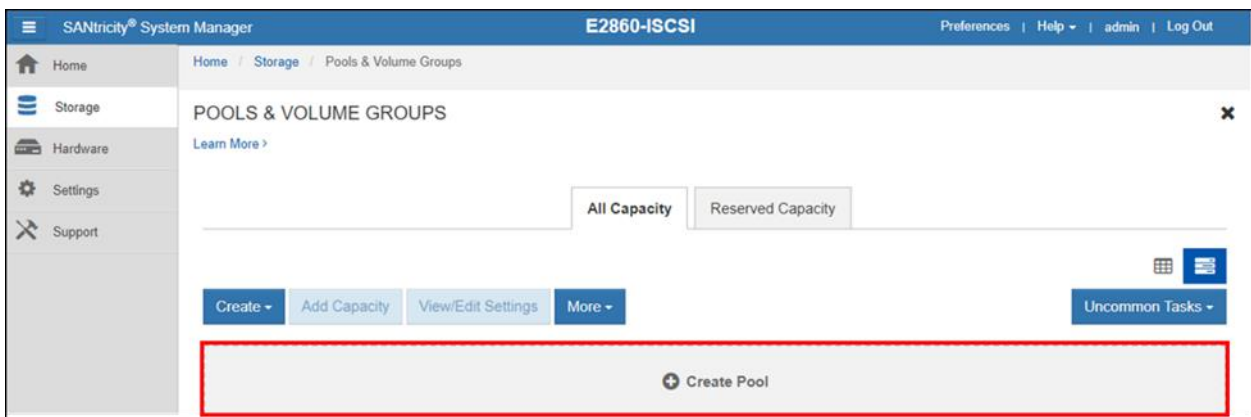 SANtricity® System Manager E2860-ISCSI Preferences | Help | admin | Log Out
Home
Storage
Hardware
Settings
Support
Home / Storage / Pools & Volume Groups
POOLS & VOLUME GROUPS
Learn More >
All Capacity Reserved Capacity
Create Add Capacity View/Edit Settings More Uncommon Tasks
Create Pool